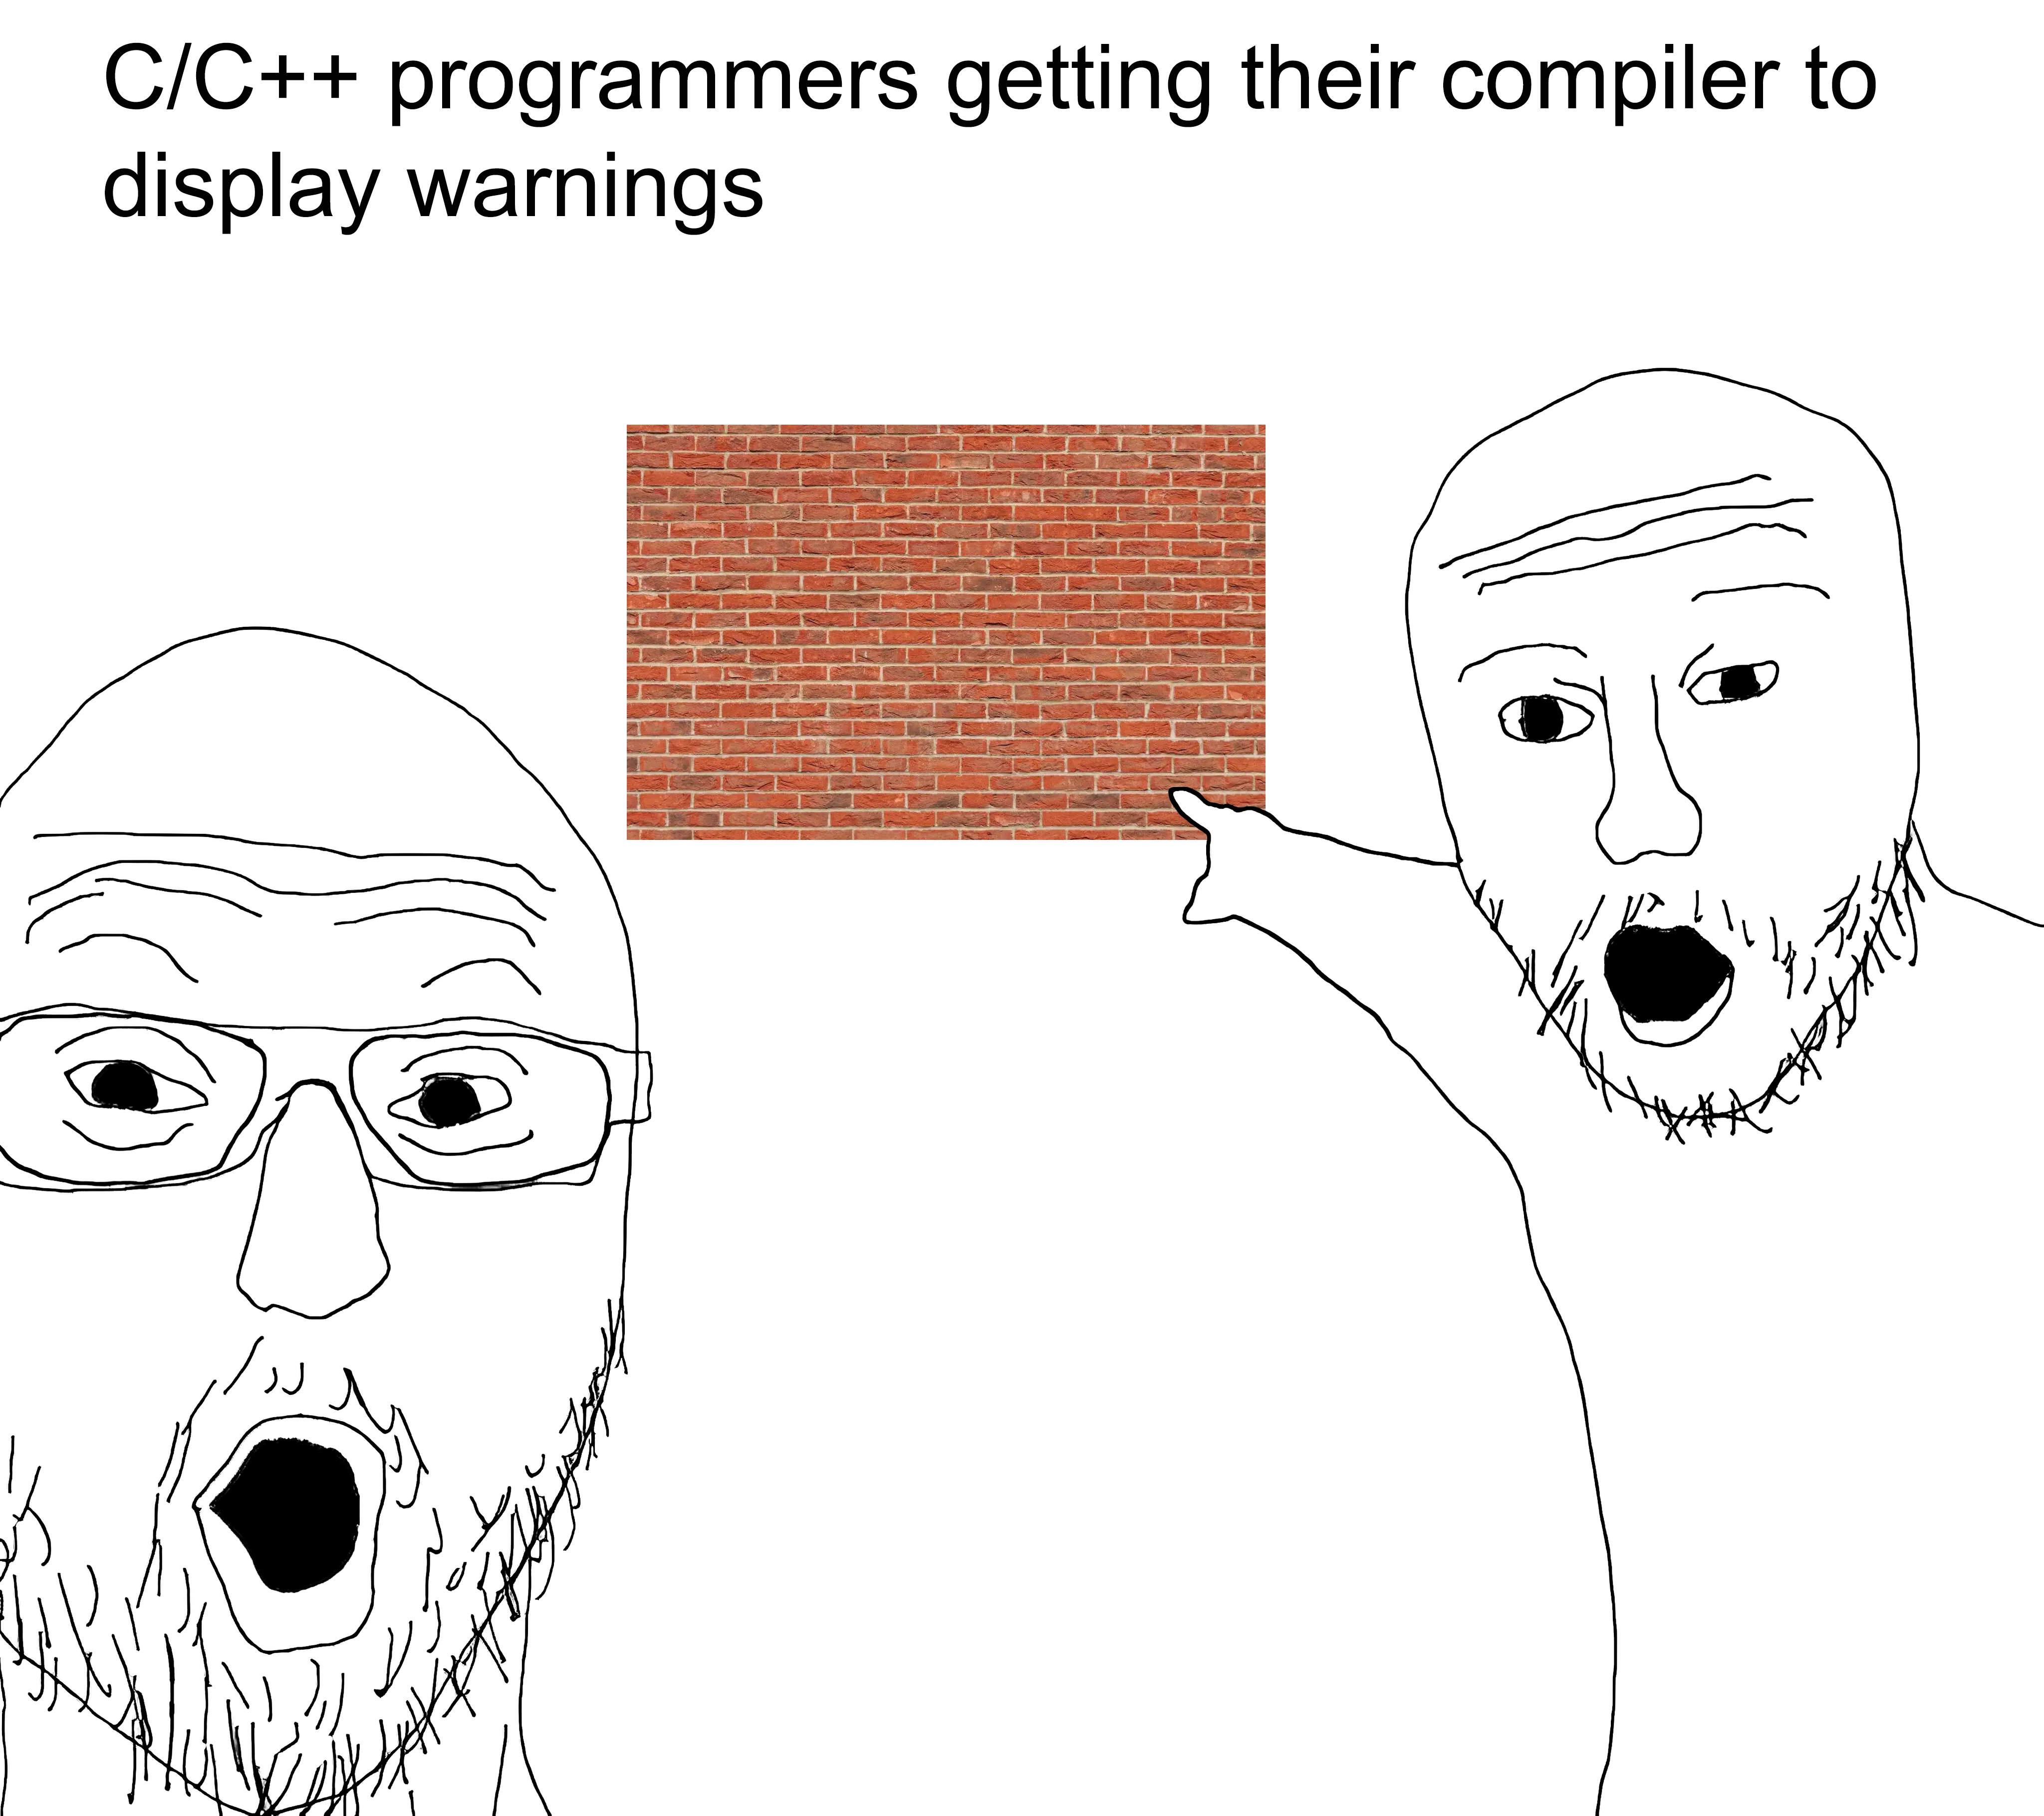 C/C++ programmers getting their compiler to
display warnings